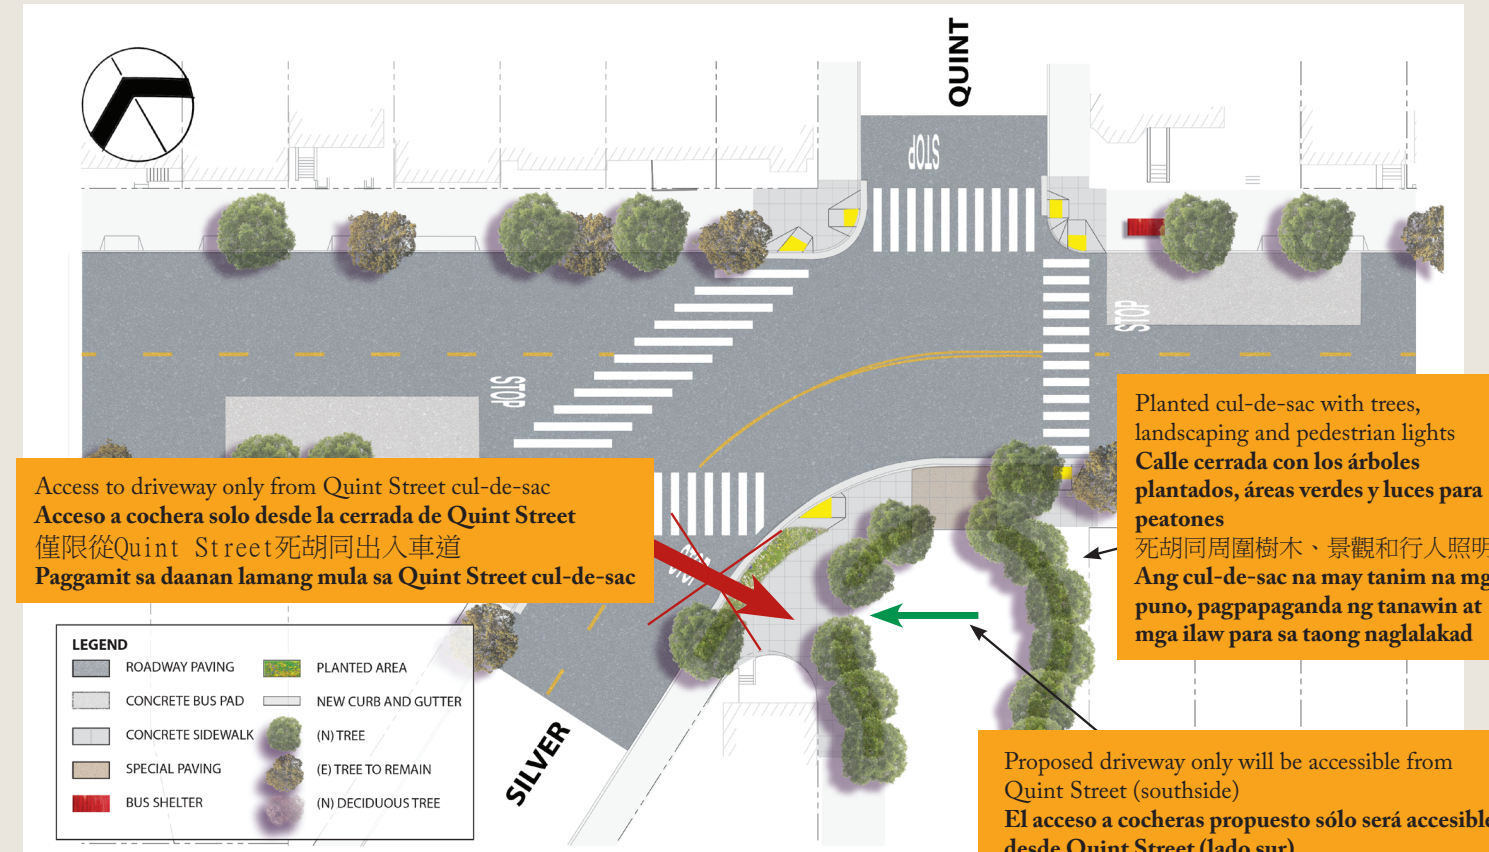 QUINT
STOP
STOP
STOP
Planted cul-de-sac with trees,
landscaping and pedestrian lights
Calle cerrada con los árboles
plantados, áreas verdes y luces para
peatones
死胡同周圍樹木、景觀和行人照明
Ang cul-de-sac na may tanim na mg
puno, pagpapaganda ng tanawin at
mga ilaw para sa taong naglalakad
Access to driveway only from Quint Street cul-de-sac
Acceso a cochera solo desde la cerrada de Quint Street
僅限從Quint Street死胡同出入車道
Paggamit sa daanan lamang mula sa Quint Street cul-de-sac
LEGEND
ROADWAY PAVING
PLANTED AREA
CONCRETE BUS PAD
NEW CURB AND GUTTER
CONCRETE SIDEWALK
(N) TREE
SPECIAL PAVING
(E) TREE TO REMAIN
BUS SHELTER
(N) DECIDUOUS TREE
SILVER
Proposed driveway only will be accessible from
Quint Street (southside)
El acceso a cocheras propuesto sólo será accesible
desde Quint Street (lado sur)